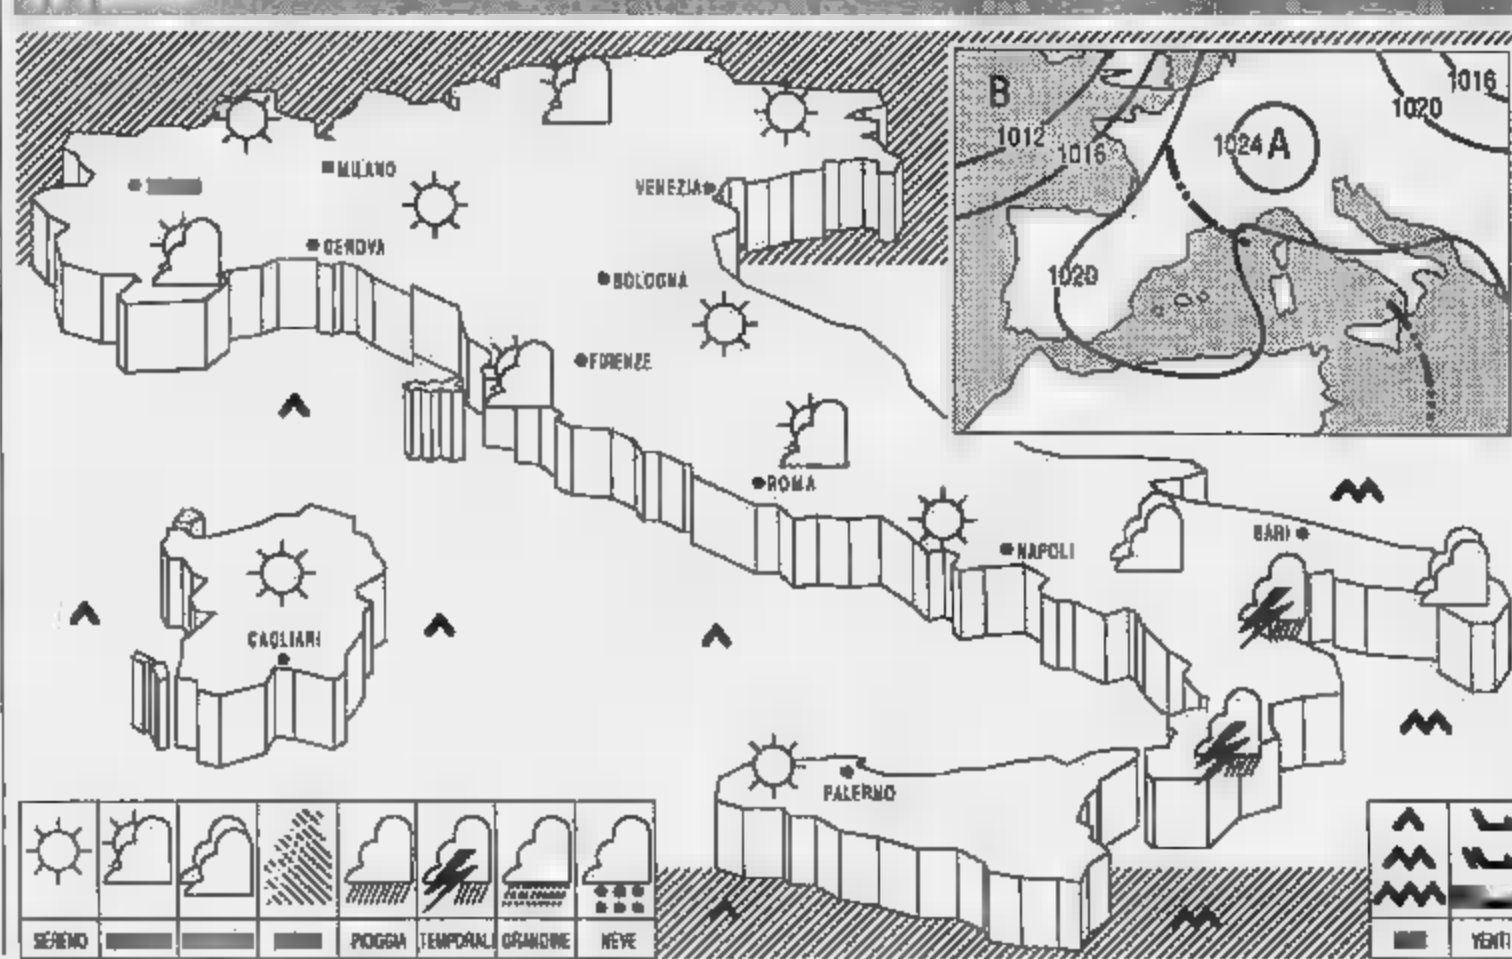 B
1012
1016
1024 A
1020
1016
1020
MILANO
VENEZIA
GENOVA
BOLOGNA
FIRENZE
ROMA
NAPOLI
BARI
CAGLIARI
PALERMO
SERENO
PIOGGIA
TEMPORALI
GRANDINE
NEVE
VENTI